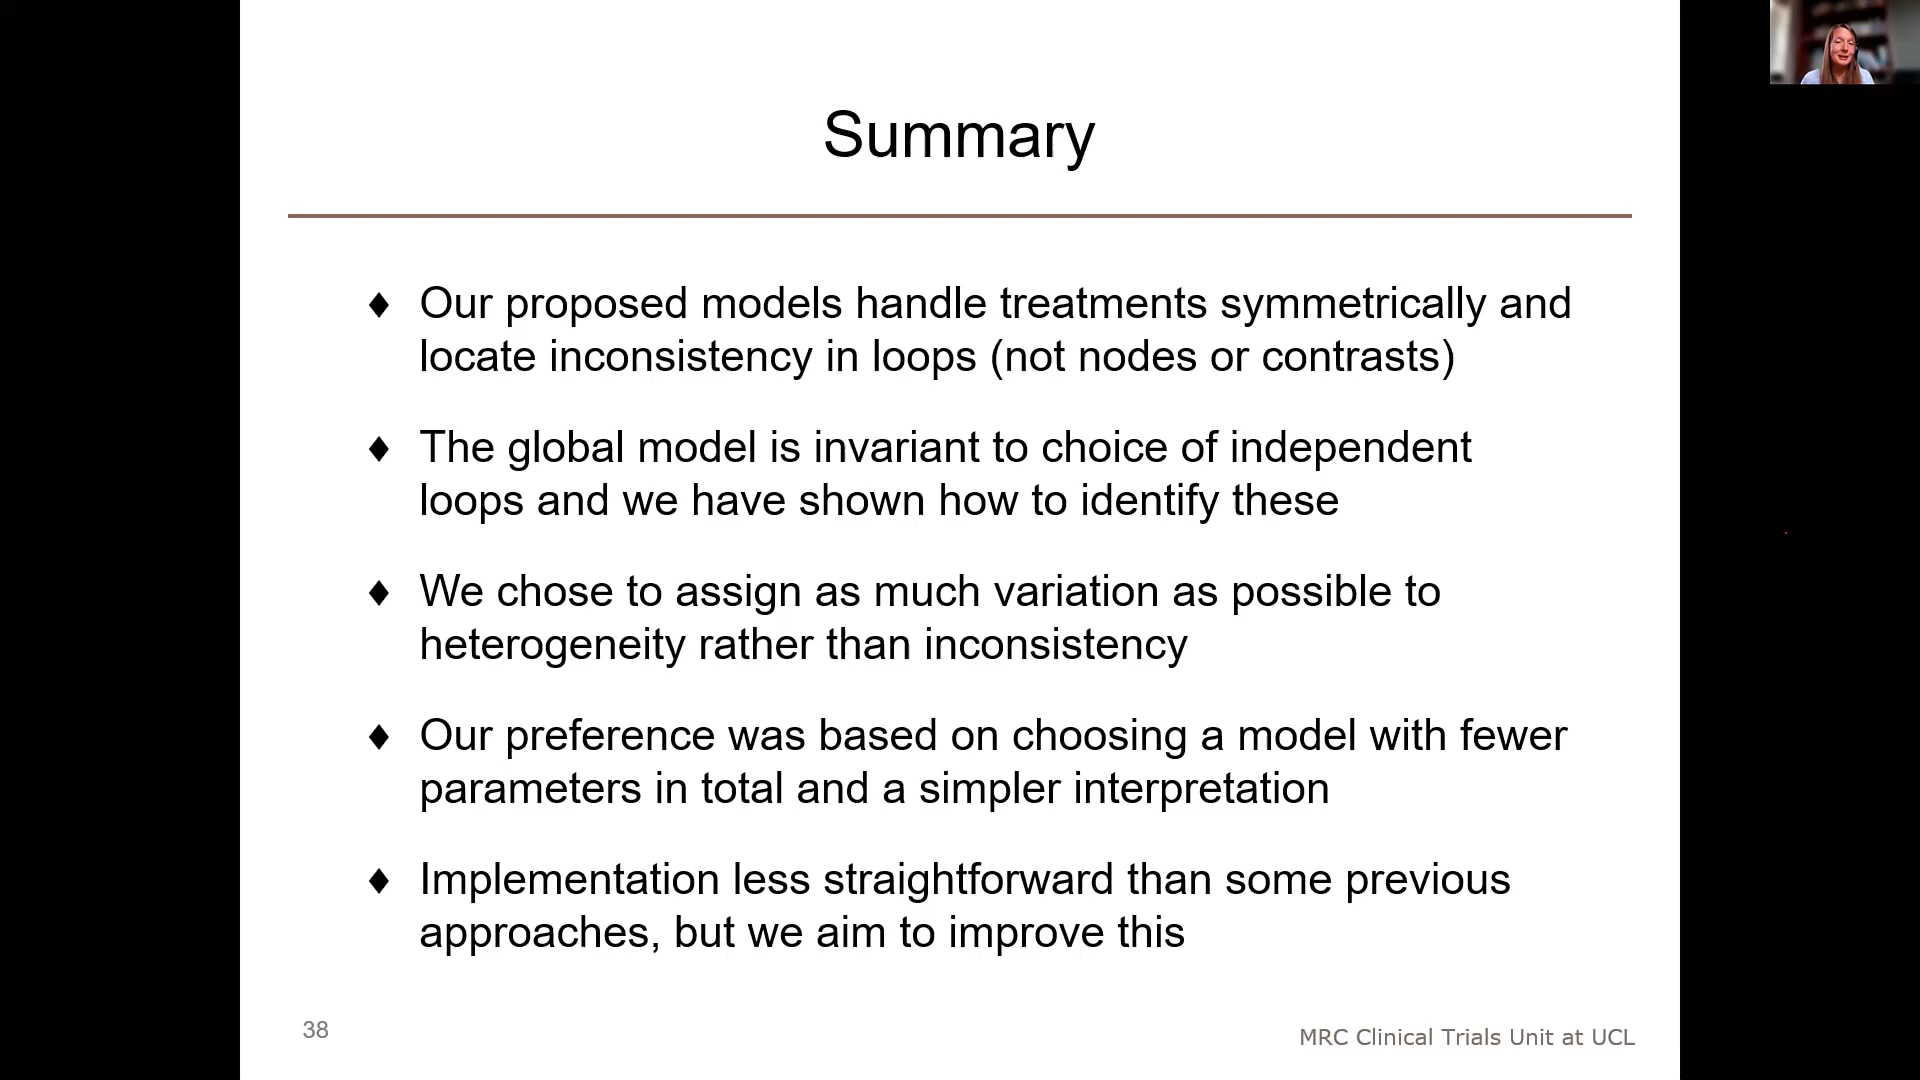 Summary
♦ Our proposed models handle treatments symmetrically and
locate inconsistency in loops (not nodes or contrasts)
♦ The global model is invariant to choice of independent
loops and we have shown how to identify these
♦ We chose to assign as much variation as possible to
heterogeneity rather than inconsistency
♦ Our preference was based on choosing a model with fewer
parameters in total and a simpler interpretation
♦ Implementation less straightforward than some previous
approaches, but we aim to improve this
38
MRC Clinical Trials Unit at UCL